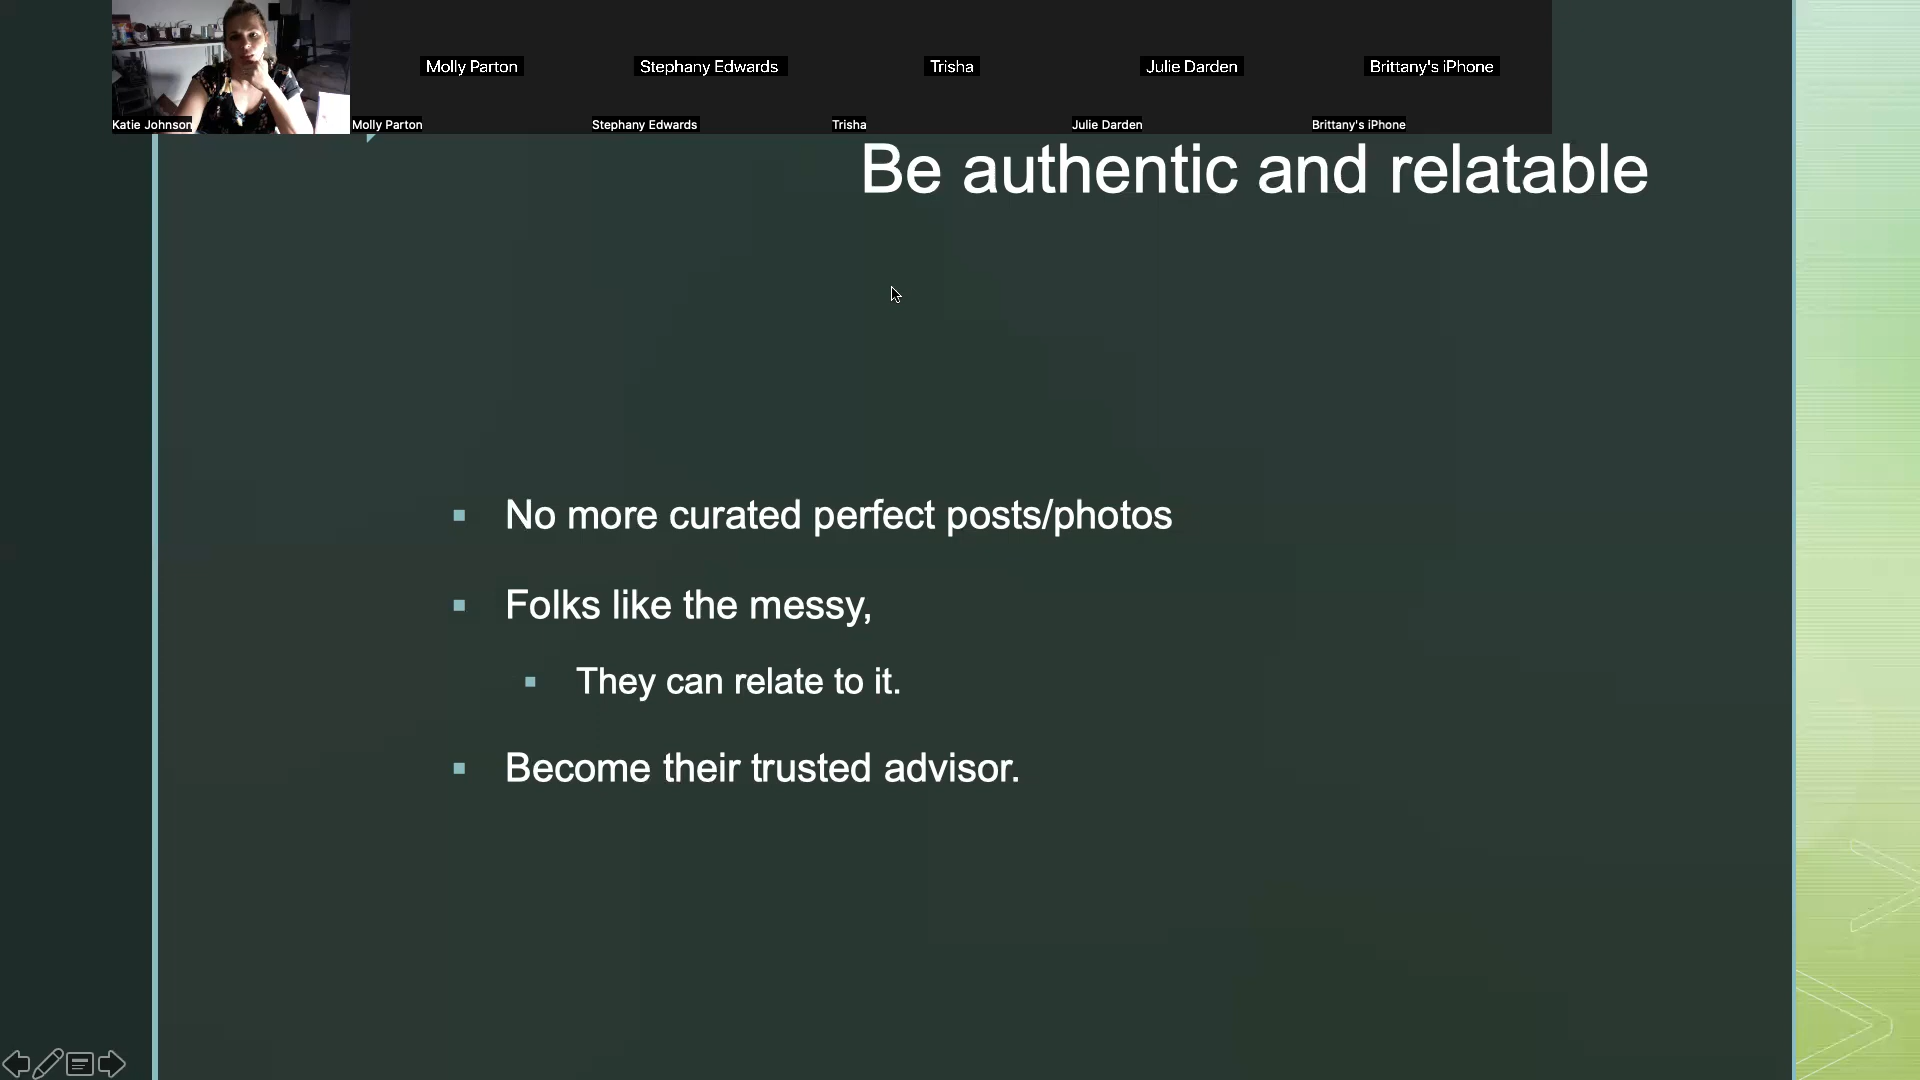 Molly Parton
Stephany Edwards
Trisha
Julie Darden
Brittany's iPhone
Katie Johnson
Molly Parton
Stephany Edwards
Trisha
Julie Darden
Brittany's iPhone
Be authentic and relatable
No more curated perfect posts/photos
Folks like the messy,
They can relate to it.
Become their trusted advisor.